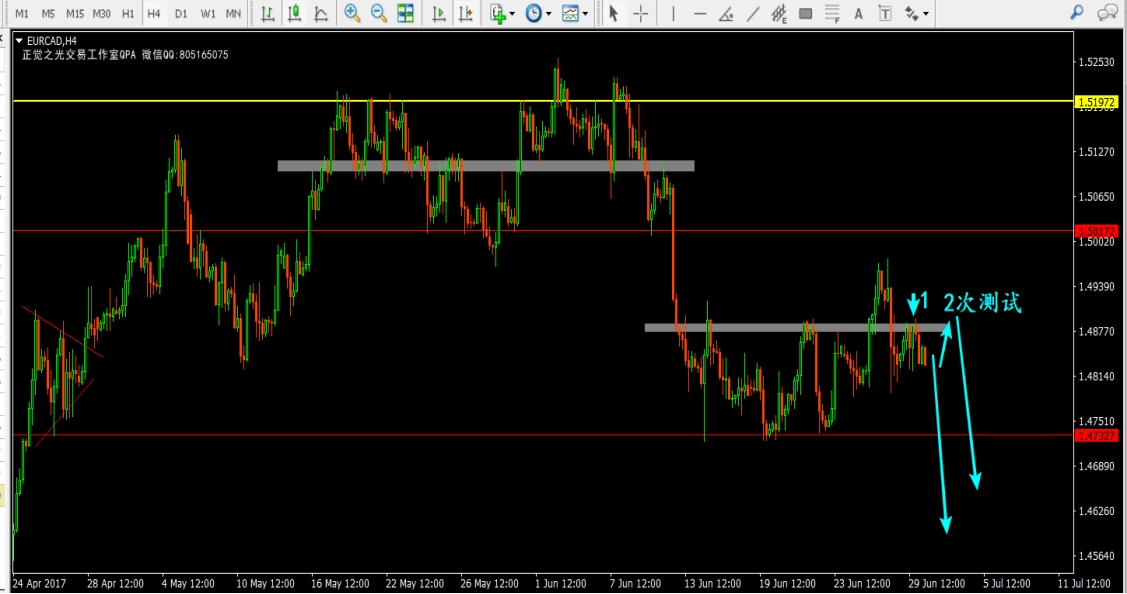 M1 M5 M15 M30 H1 H4 D1 W1 MN
EURCAD,H4
正觉之光交易工作室QPA 微信QQ:805165075
1.52530
1.51972
1.51270
1.50650
1.50172
1.50020
1.49390
1 2次测试
1.48770
1.48140
1.47510
1.47327
1.46890
1.46260
1.45640
24 Apr 2017 28 Apr 12:00 4 May 12:00 10 May 12:00 16 May 12:00 22 May 12:00 26 May 12:00 1 Jun 12:00 7 Jun 12:00 13 Jun 12:00 19 Jun 12:00 23 Jun 12:00 29 Jun 12:00 5 Jul 12:00 11 Jul 12:00